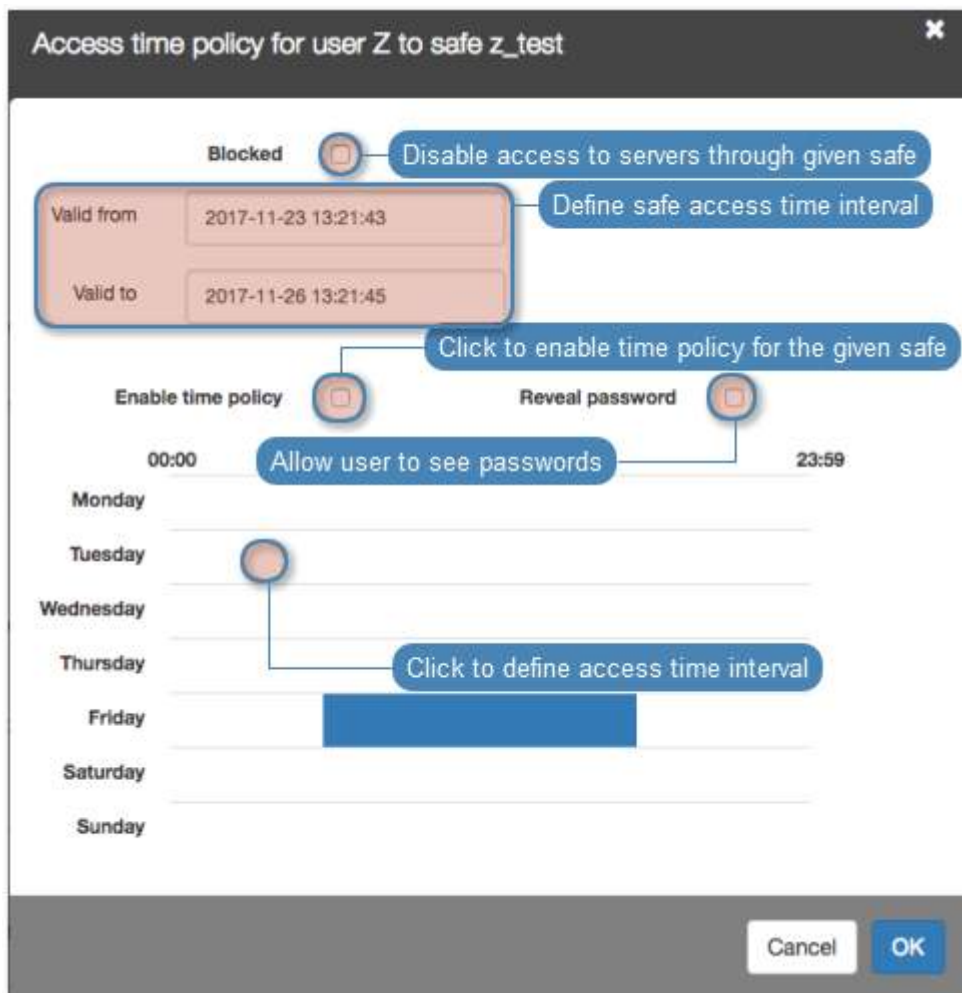 Access time policy for user Z to safe z_test
Blocked
Disable access to servers through given safe
Valid from
2017-11-23 13:21:43
Define safe access time interval
Valid to
2017-11-26 13:21:45
Click to enable time policy for the given safe
Enable time policy
Reveal password
00:00
Allow user to see passwords
23:59
Monday
Tuesday
Wednesday
Thursday
Click to define access time interval
Friday
Saturday
Sunday
Cancel
OK